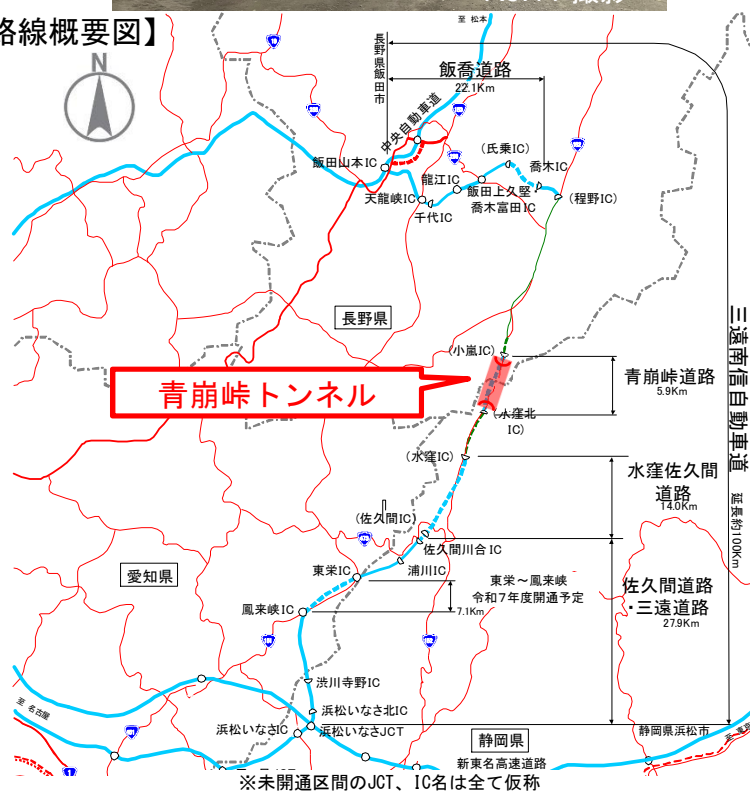 路線概要図】
N
至 松本
長野県飯田市
飯喬道路
22.1Km
中央自動車道
飯田山本IC
(氏乗IC)
喬木IC
龍江IC
飯田上久堅
喬木富田IC
(程野IC)
天龍峡IC
千代IC
長野県
三遠南信自動車道
延長約100Km
(小嵐IC)
青崩峠トンネル
青崩峠道路
5.9Km
(水窪北
IC)
(水窪IC)
水窪佐久間
道路
14.0Km
(佐久間IC)
佐久間川合IC
浦川IC
愛知県
東栄IC
東栄～鳳来峡
令和7年度開通予定
佐久間道路
・三遠道路
27.9Km
鳳来峡IC
7.1Km
渋川寺野IC
至 名古屋
浜松いなさ北IC
浜松いなさIC
浜松いなさJCT
静岡県
静岡県浜松市
新東名高速道路
1
※未開通区間のJCT、IC名は全て仮称